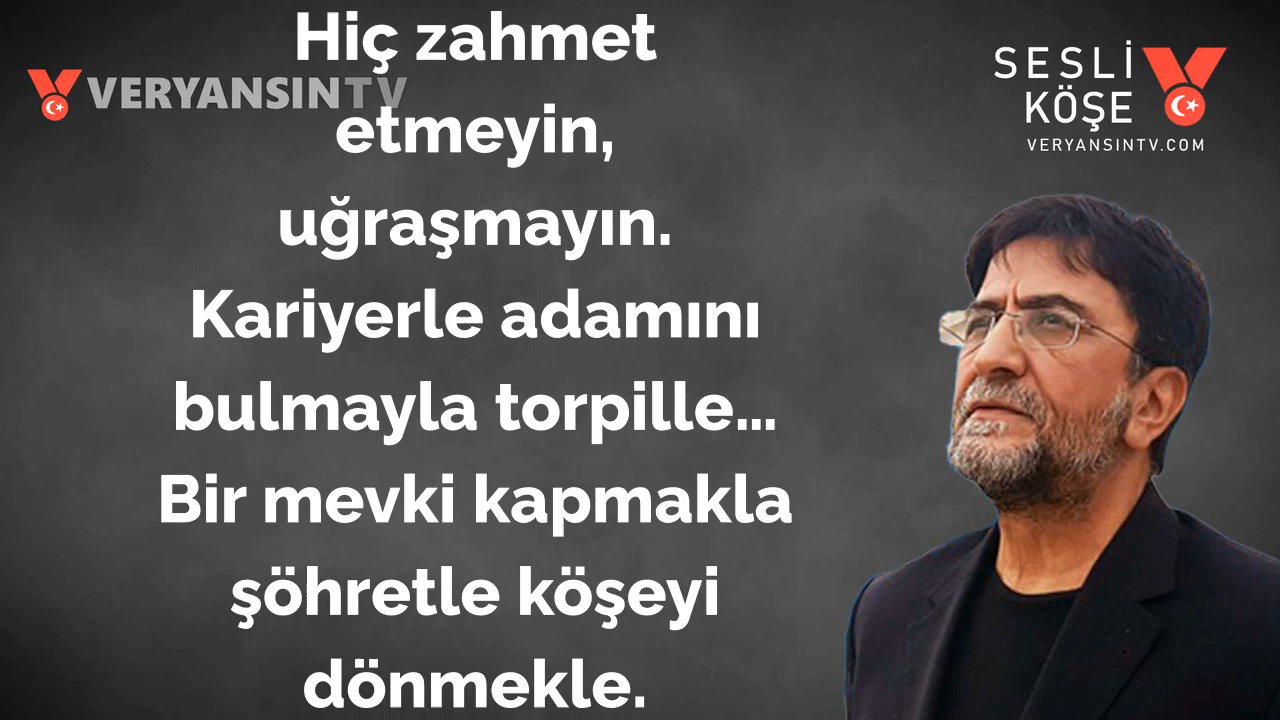 Hiç zahmet
etmeyin,
uğraşmayın.
Kariyerle adamını
bulmayla torpille...
Bir mevki kapmakla
şöhretle köşeyi
dönmekle.
VERYANSINTV
SESLİ
KÖŞE
VERYANSINTV.COM